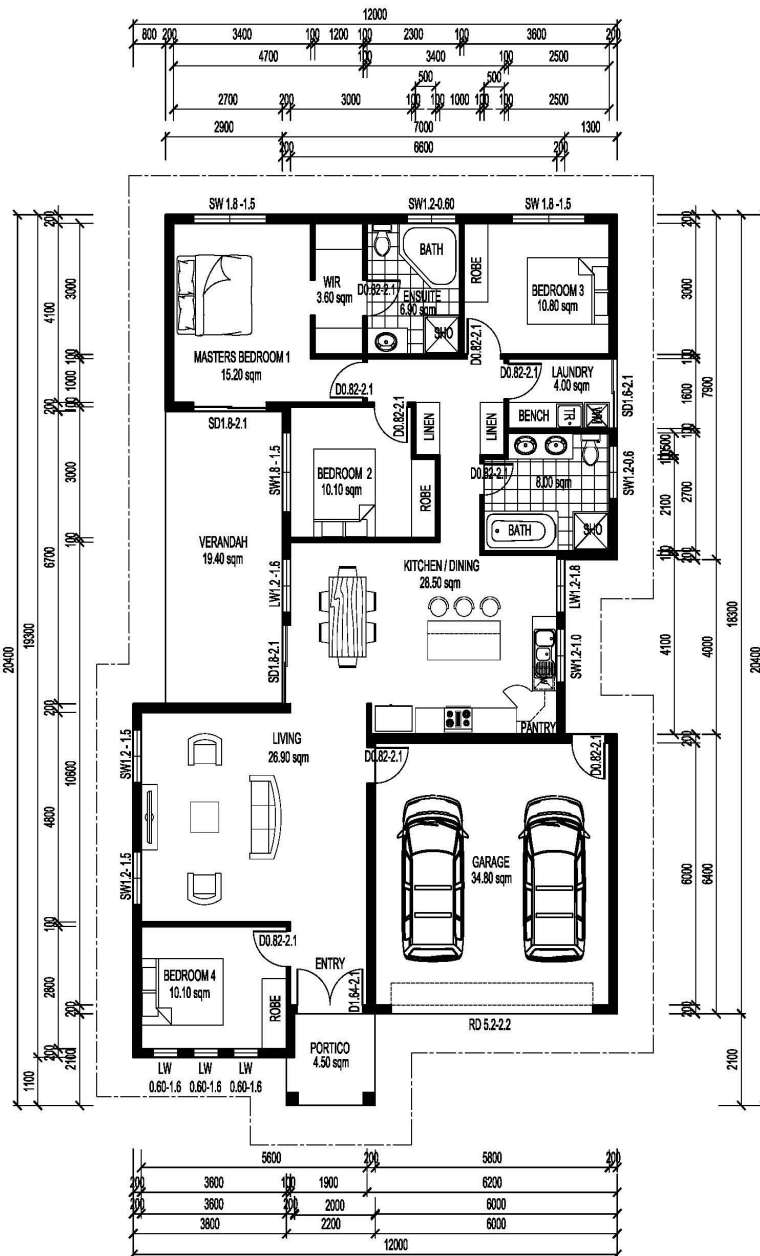 12000
800 200 3400 100 1200 100 2300 100 3600 200
4700 100 3400 100 2500
500 500
2700 200 3000 100 100 1000 100 100 2500
2900 7000 1300
200 6600 200
SW 1.8 -1.5
SW1.2-0.60
SW 1.8 -1.5
WIR
3.60 sqm
BATH
D0.82-2.1
ENSUITE
6.90 sqm
SHO
ROBE
BEDROOM 3
10.80 sqm
D0.82-2.1
MASTERS BEDROOM 1
15.20 sqm
D0.82-2.1
D0.82-2.1
LAUNDRY
4.00 sqm
BENCH
TR
WM
SD1.6-2.1
SD1.8-2.1
D0.82-2.1
LINEN
LINEN
SW1.8 - 1.5
BEDROOM 2
10.10 sqm
ROBE
D0.82-2.1
8.00 sqm
BATH
SHO
SW1.2-0.6
VERANDAH
19.40 sqm
LW1.2 -1.6
SD1.8-2.1
KITCHEN / DINING
28.50 sqm
LW1.2-1.8
SW1.2-1.0
PANTRY
LIVING
26.90 sqm
SW1.2 - 1.5
SW1.2- 1.5
D0.82-2.1
D0.82-2.1
GARAGE
34.80 sqm
D0.82-2.1
BEDROOM 4
10.10 sqm
ROBE
ENTRY
D1.64-2.1
RD 5.2-2.2
PORTICO
4.50 sqm
LW
0.60-1.6
LW
0.60-1.6
LW
0.60-1.6
20400
19300
1100
4100
200
6700
200
10600
200
2100
200
3000
100
1000
100
3000
100
4800
100
2800
200
200
3000
100
1600
100
500
100
2100
2700
100
200
4100
200
6000
200
7900
4000
6400
18300
2100
20400
5600 200 5800 200
200 3600 100 1900 6200
200 3600 200 2000 6000
3800 2200 6000
12000